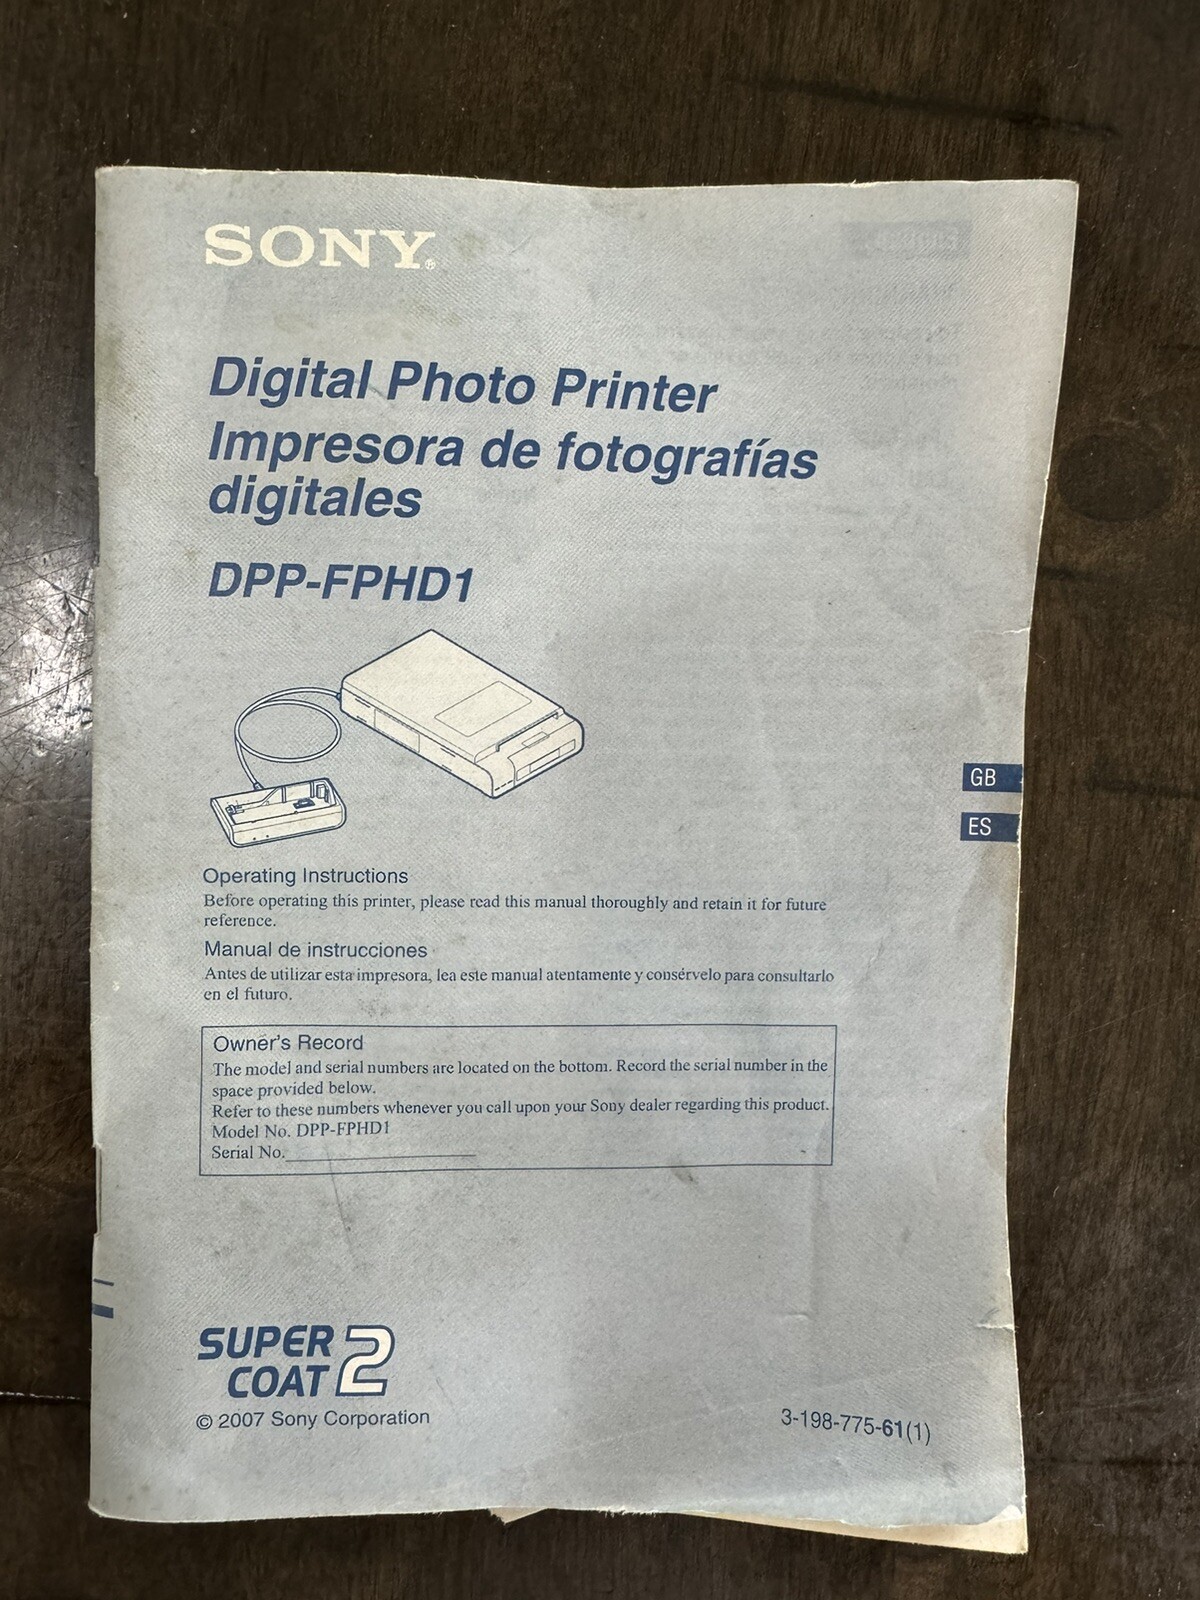 SONY®
Digital Photo Printer
Impresora de fotografías
digitales
DPP-FPHD1
GB
ES
Operating Instructions
Before operating this printer, please read this manual thoroughly and retain it for future
reference.
Manual de instrucciones
Antes de utilizar esta impresora, lea este manual atentamente y consérvelo para consultarlo
en el futuro.
Owner's Record
The model and serial numbers are located on the bottom. Record the serial number in the
space provided below.
Refer to these numbers whenever you call upon your Sony dealer regarding this product.
Model No. DPP-FPHD1
Serial No.____________________
SUPER
COAT 2
© 2007 Sony Corporation
3-198-775-61(1)